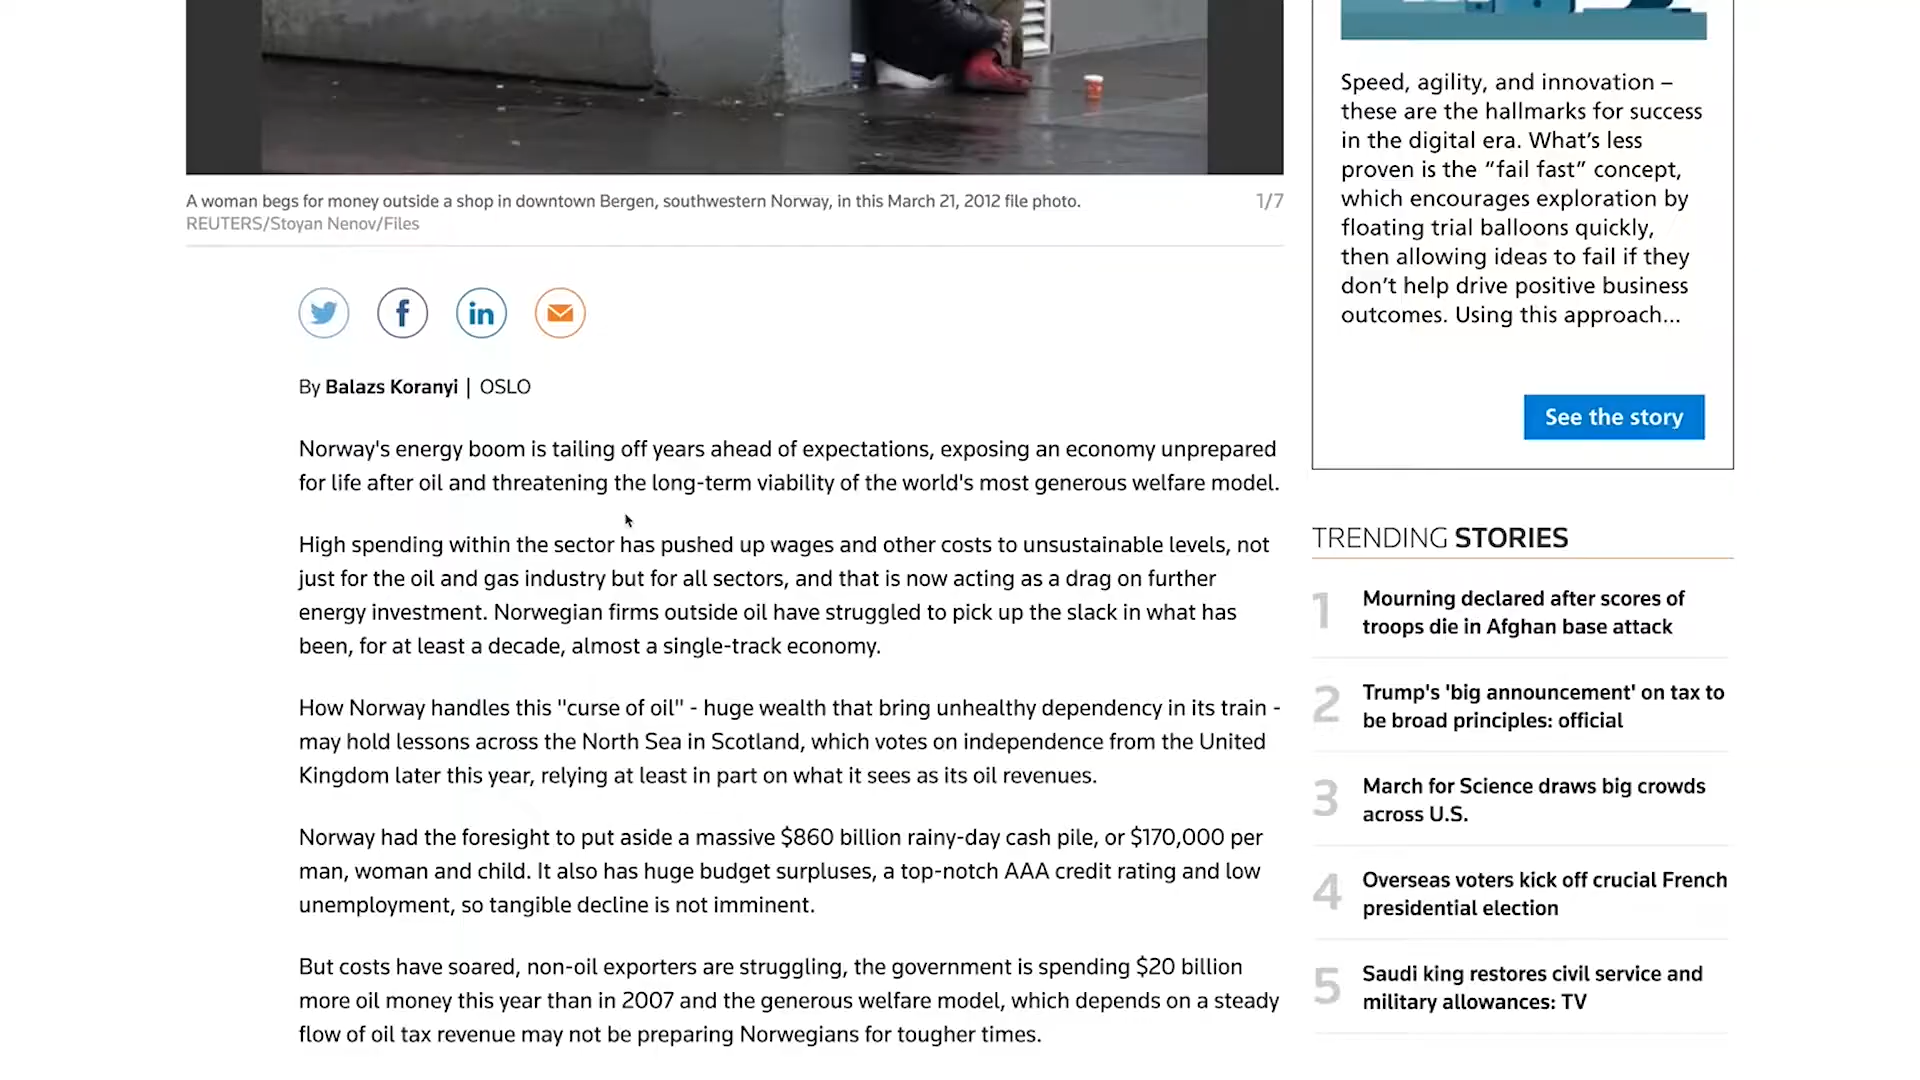 A woman begs for money outside a shop in downtown Bergen, southwestern Norway, in this March 21, 2012 file photo.
REUTERS/Stoyan Nenov/Files
1/7
By Balazs Koranyi | OSLO
Norway's energy boom is tailing off years ahead of expectations, exposing an economy unprepared
for life after oil and threatening the long-term viability of the world's most generous welfare model.
High spending within the sector has pushed up wages and other costs to unsustainable levels, not
just for the oil and gas industry but for all sectors, and that is now acting as a drag on further
energy investment. Norwegian firms outside oil have struggled to pick up the slack in what has
been, for at least a decade, almost a single-track economy.
How Norway handles this "curse of oil" - huge wealth that bring unhealthy dependency in its train -
may hold lessons across the North Sea in Scotland, which votes on independence from the United
Kingdom later this year, relying at least in part on what it sees as its oil revenues.
Norway had the foresight to put aside a massive $860 billion rainy-day cash pile, or $170,000 per
man, woman and child. It also has huge budget surpluses, a top-notch AAA credit rating and low
unemployment, so tangible decline is not imminent.
But costs have soared, non-oil exporters are struggling, the government is spending $20 billion
more oil money this year than in 2007 and the generous welfare model, which depends on a steady
flow of oil tax revenue may not be preparing Norwegians for tougher times.
Speed, agility, and innovation –
these are the hallmarks for success
in the digital era. What's less
proven is the “fail fast” concept,
which encourages exploration by
floating trial balloons quickly,
then allowing ideas to fail if they
don't help drive positive business
outcomes. Using this approach...
See the story
TRENDING STORIES
1 Mourning declared after scores of
troops die in Afghan base attack
2 Trump's 'big announcement' on tax to
be broad principles: official
3 March for Science draws big crowds
across U.S.
4 Overseas voters kick off crucial French
presidential election
5 Saudi king restores civil service and
military allowances: TV